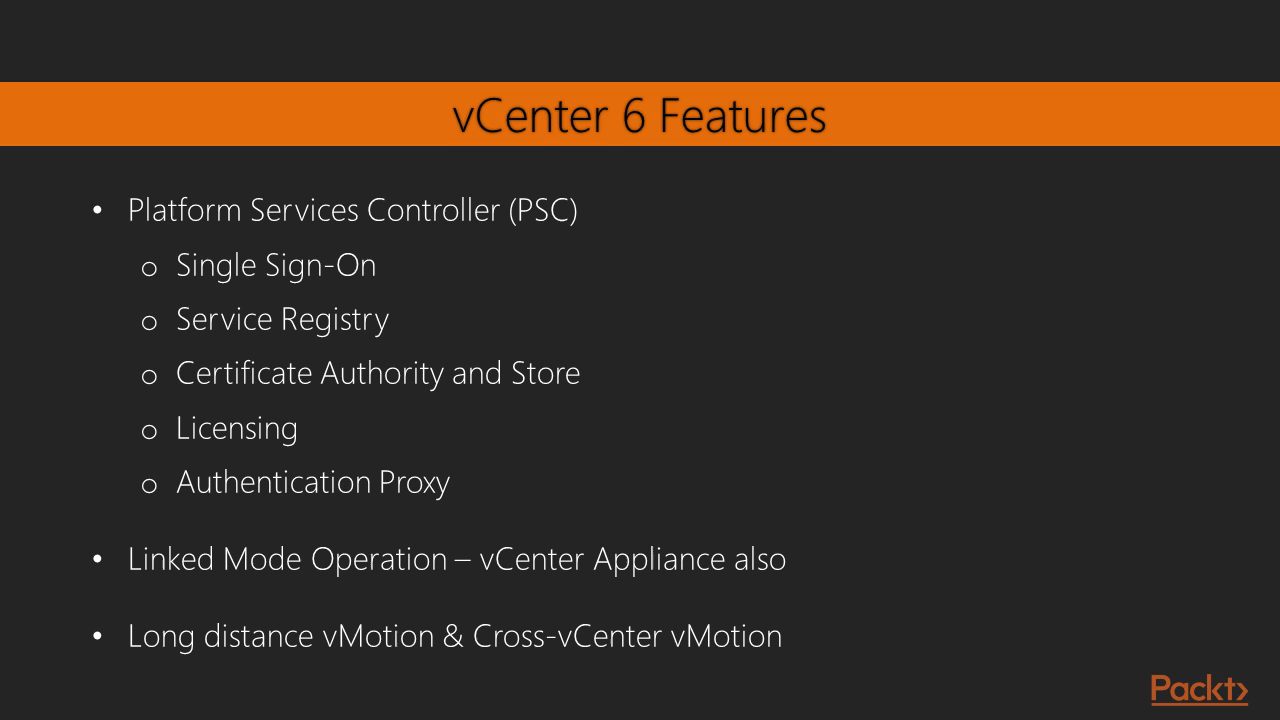 vCenter 6 Features
• Platform Services Controller (PSC)
o Single Sign-On
o Service Registry
o Certificate Authority and Store
o Licensing
o Authentication Proxy
• Linked Mode Operation – vCenter Appliance also
• Long distance vMotion & Cross-vCenter vMotion
Packt>